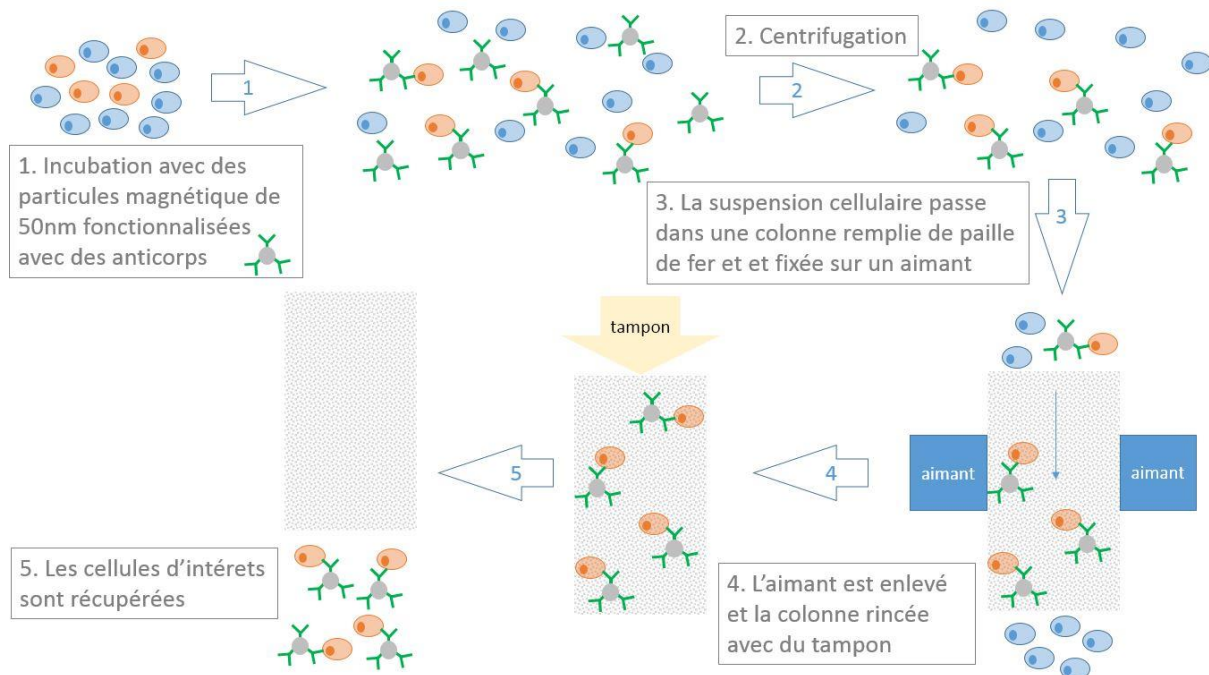 1
2. Centrifugation
2
1. Incubation avec des
particules magnétique de
50nm fonctionnalisées
avec des anticorps
3. La suspension cellulaire passe
dans une colonne remplie de paille
de fer et et fixée sur un aimant
3
tampon
aimant
aimant
4
5
5. Les cellules d'intérets
sont récupérées
4. L'aimant est enlevé
et la colonne rincée
avec du tampon